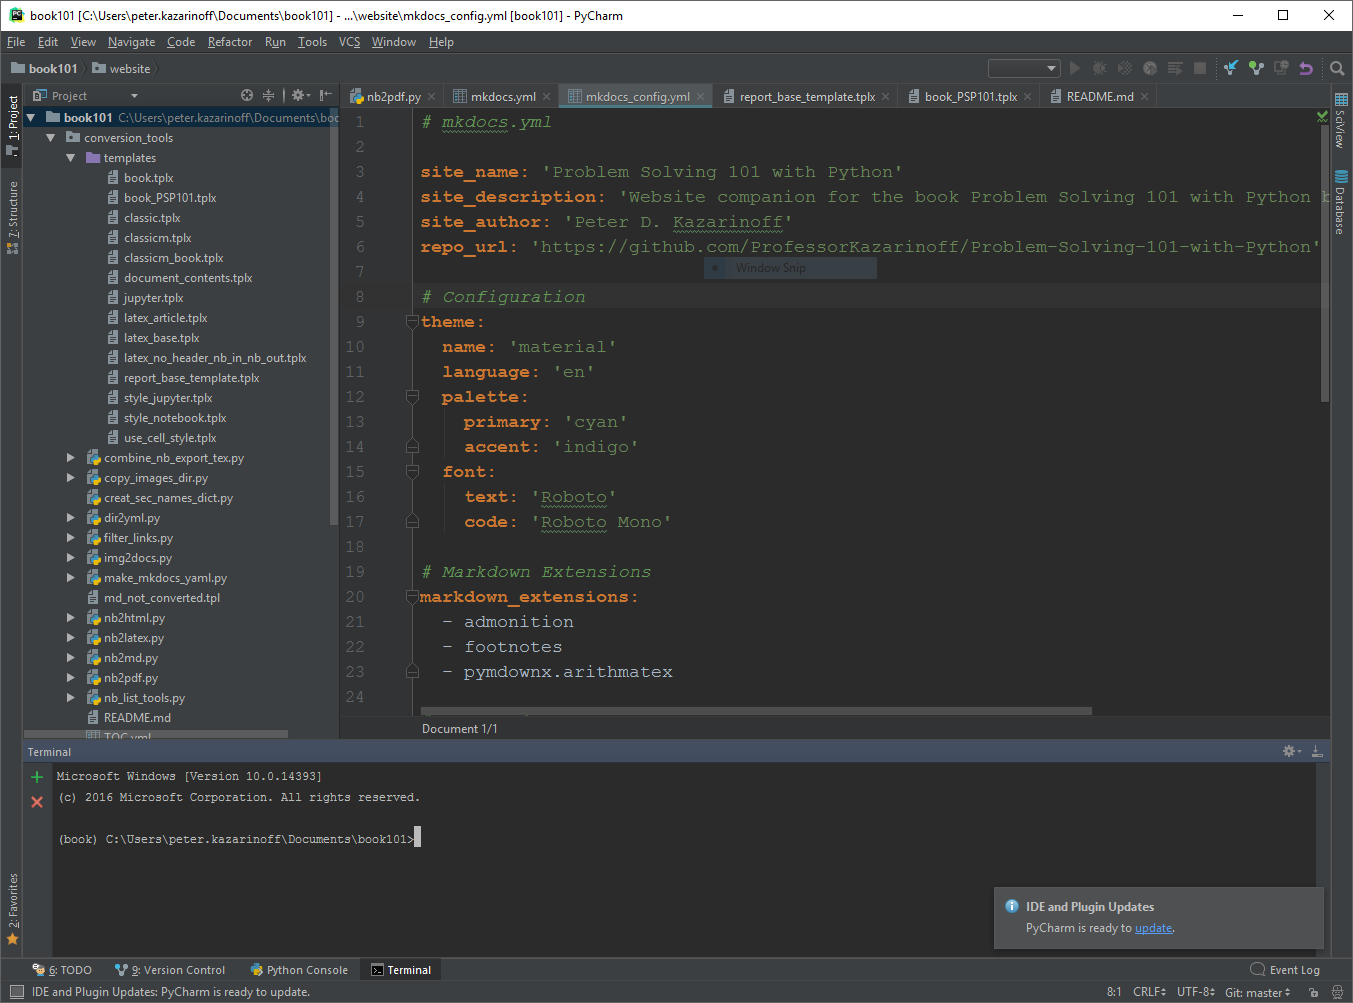 book101 [C:\Users\peter.kazarinoff\Documents\book101] - ...\website\mkdocs_config.yml [book101] - PyCharm
File Edit View Navigate Code Refactor Run Tools VCS Window Help
book101 website
1: Project
7: Structure
2: Favorites
Project
book101 C:\Users\peter.kazarinoff\Documents\boo
conversion_tools
templates
book.tplx
book_PSP101.tplx
classic.tplx
classicm.tplx
classicm_book.tplx
document_contents.tplx
jupyter.tplx
latex_article.tplx
latex_base.tplx
latex_no_header_nb_in_nb_out.tplx
report_base_template.tplx
style_jupyter.tplx
style_notebook.tplx
use_cell_style.tplx
combine_nb_export_tex.py
copy_images_dir.py
creat_sec_names_dict.py
dir2yml.py
filter_links.py
img2docs.py
make_mkdocs_yaml.py
md_not_converted.tpl
nb2html.py
nb2latex.py
nb2md.py
nb2pdf.py
nb_list_tools.py
README.md
TOC.yml
nb2pdf.py mkdocs.yml mkdocs_config.yml report_base_template.tplx book_PSP101.tplx README.md
1 # mkdocs.yml
2
3 site_name: 'Problem Solving 101 with Python'
4 site_description: 'Website companion for the book Problem Solving 101 with Python b
5 site_author: 'Peter D. Kazarinoff'
6 repo_url: 'https://github.com/ProfessorKazarinoff/Problem-Solving-101-with-Python'
Window Snip
7
8 # Configuration
9 theme:
10 name: 'material'
11 language: 'en'
12 palette:
13 primary: 'cyan'
14 accent: 'indigo'
15 font:
16 text: 'Roboto'
17 code: 'Roboto Mono'
18
19 # Markdown Extensions
20 markdown_extensions:
21 - admonition
22 - footnotes
23 - pymdownx.arithmatex
24
Document 1/1
SciView
Database
Terminal
Microsoft Windows [Version 10.0.14393]
(c) 2016 Microsoft Corporation. All rights reserved.
(book) C:\Users\peter.kazarinoff\Documents\book101>
IDE and Plugin Updates
PyCharm is ready to update.
6: TODO 9: Version Control Python Console Terminal Event Log
IDE and Plugin Updates: PyCharm is ready to update. 8:1 CRLF UTF-8 Git: master